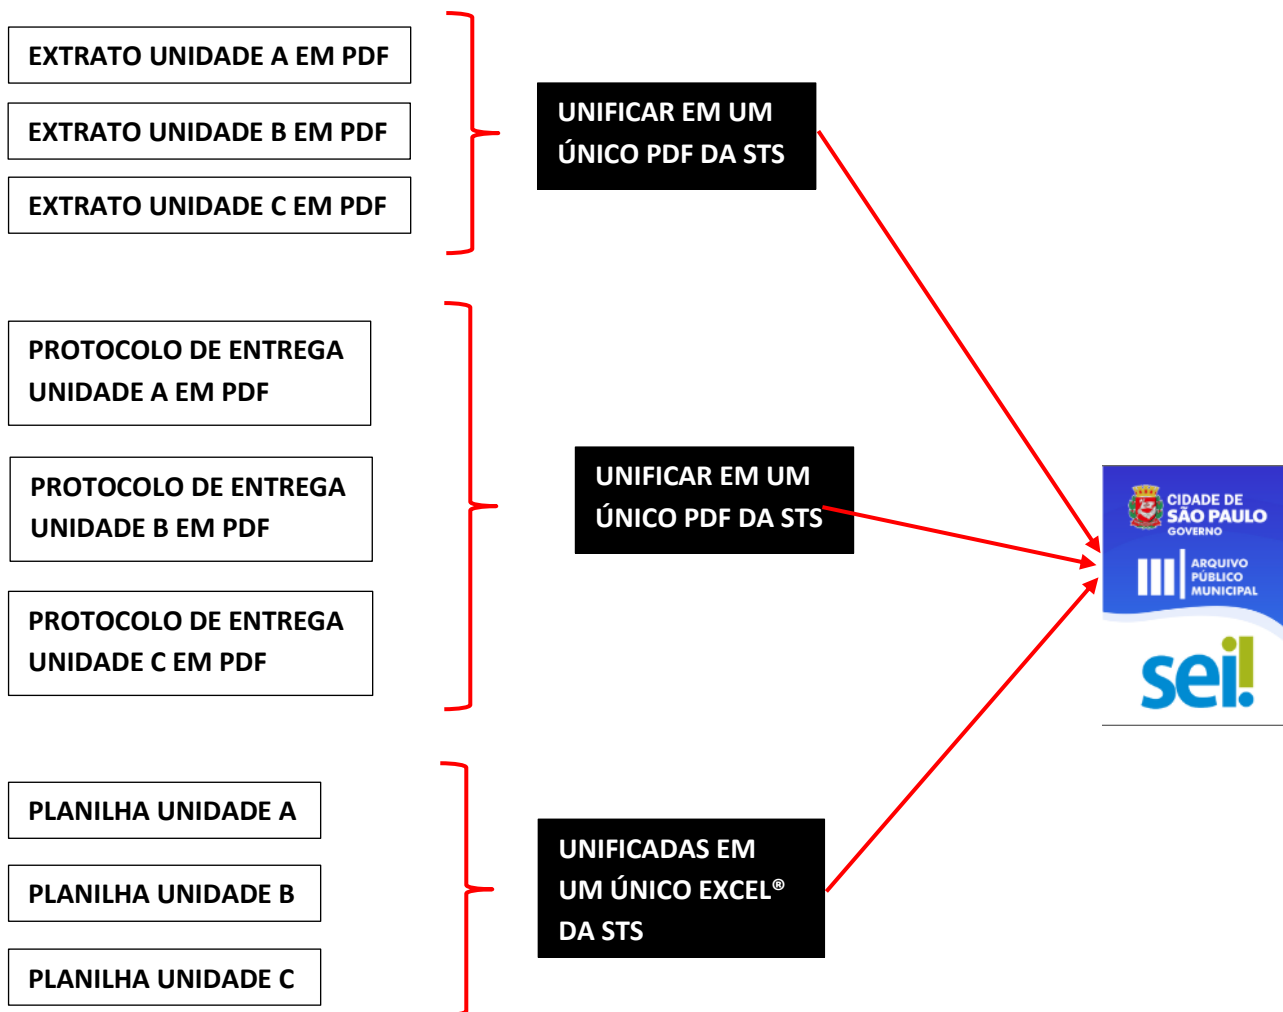 EXTRATO UNIDADE A EM PDF
EXTRATO UNIDADE B EM PDF
EXTRATO UNIDADE C EM PDF
UNIFICAR EM UM
ÚNICO PDF DA STS
PROTOCOLO DE ENTREGA
UNIDADE A EM PDF
PROTOCOLO DE ENTREGA
UNIDADE B EM PDF
PROTOCOLO DE ENTREGA
UNIDADE C EM PDF
UNIFICAR EM UM
ÚNICO PDF DA STS
PLANILHA UNIDADE A
PLANILHA UNIDADE B
PLANILHA UNIDADE C
UNIFICADAS EM
UM ÚNICO EXCEL®
DA STS
CIDADE DE
SÃO PAULO
GOVERNO
ARQUIVO
PÚBLICO
MUNICIPAL
sei!